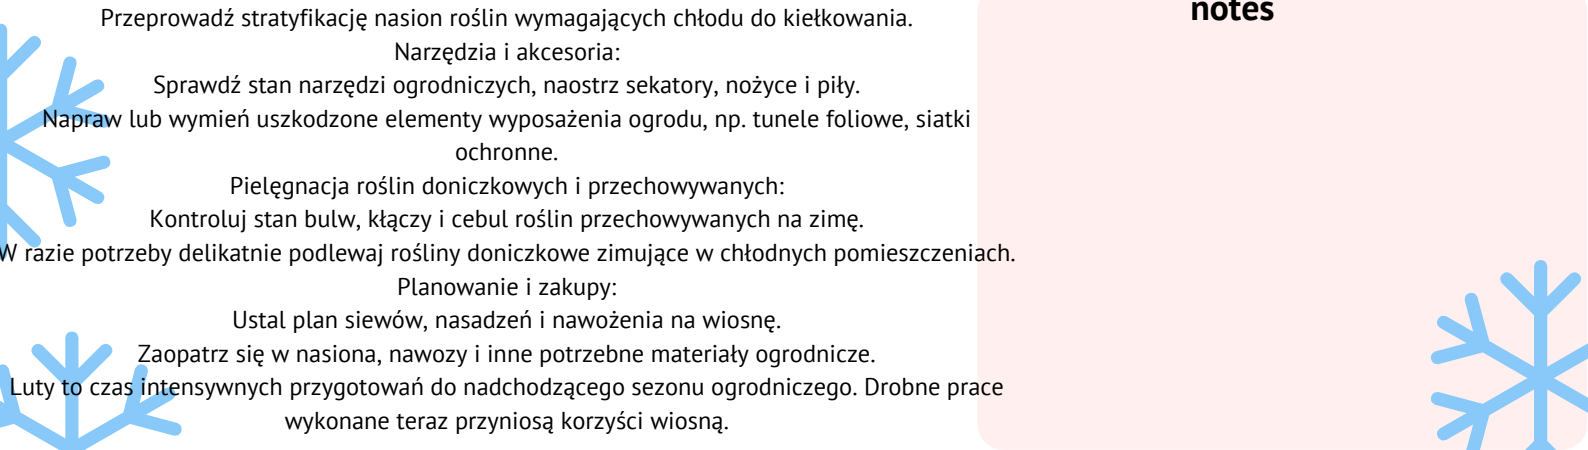 Przeprowadź stratyfikację nasion roślin wymagających chłodu do kiełkowania.
Narzędzia i akcesoria:
Sprawdź stan narzędzi ogrodniczych, naostrz sekatory, nożyce i piły.
Napraw lub wymień uszkodzone elementy wyposażenia ogrodu, np. tunele foliowe, siatki
ochronne.
Pielęgnacja roślin doniczkowych i przechowywanych:
Kontroluj stan bulw, kłączy i cebul roślin przechowywanych na zimę.
W razie potrzeby delikatnie podlewaj rośliny doniczkowe zimujące w chłodnych pomieszczeniach.
Planowanie i zakupy:
Ustal plan siewów, nasadzeń i nawożenia na wiosnę.
Zaopatrz się w nasiona, nawozy i inne potrzebne materiały ogrodnicze.
Luty to czas intensywnych przygotowań do nadchodzącego sezonu ogrodniczego. Drobne prace
wykonane teraz przyniosą korzyści wiosną.
notes